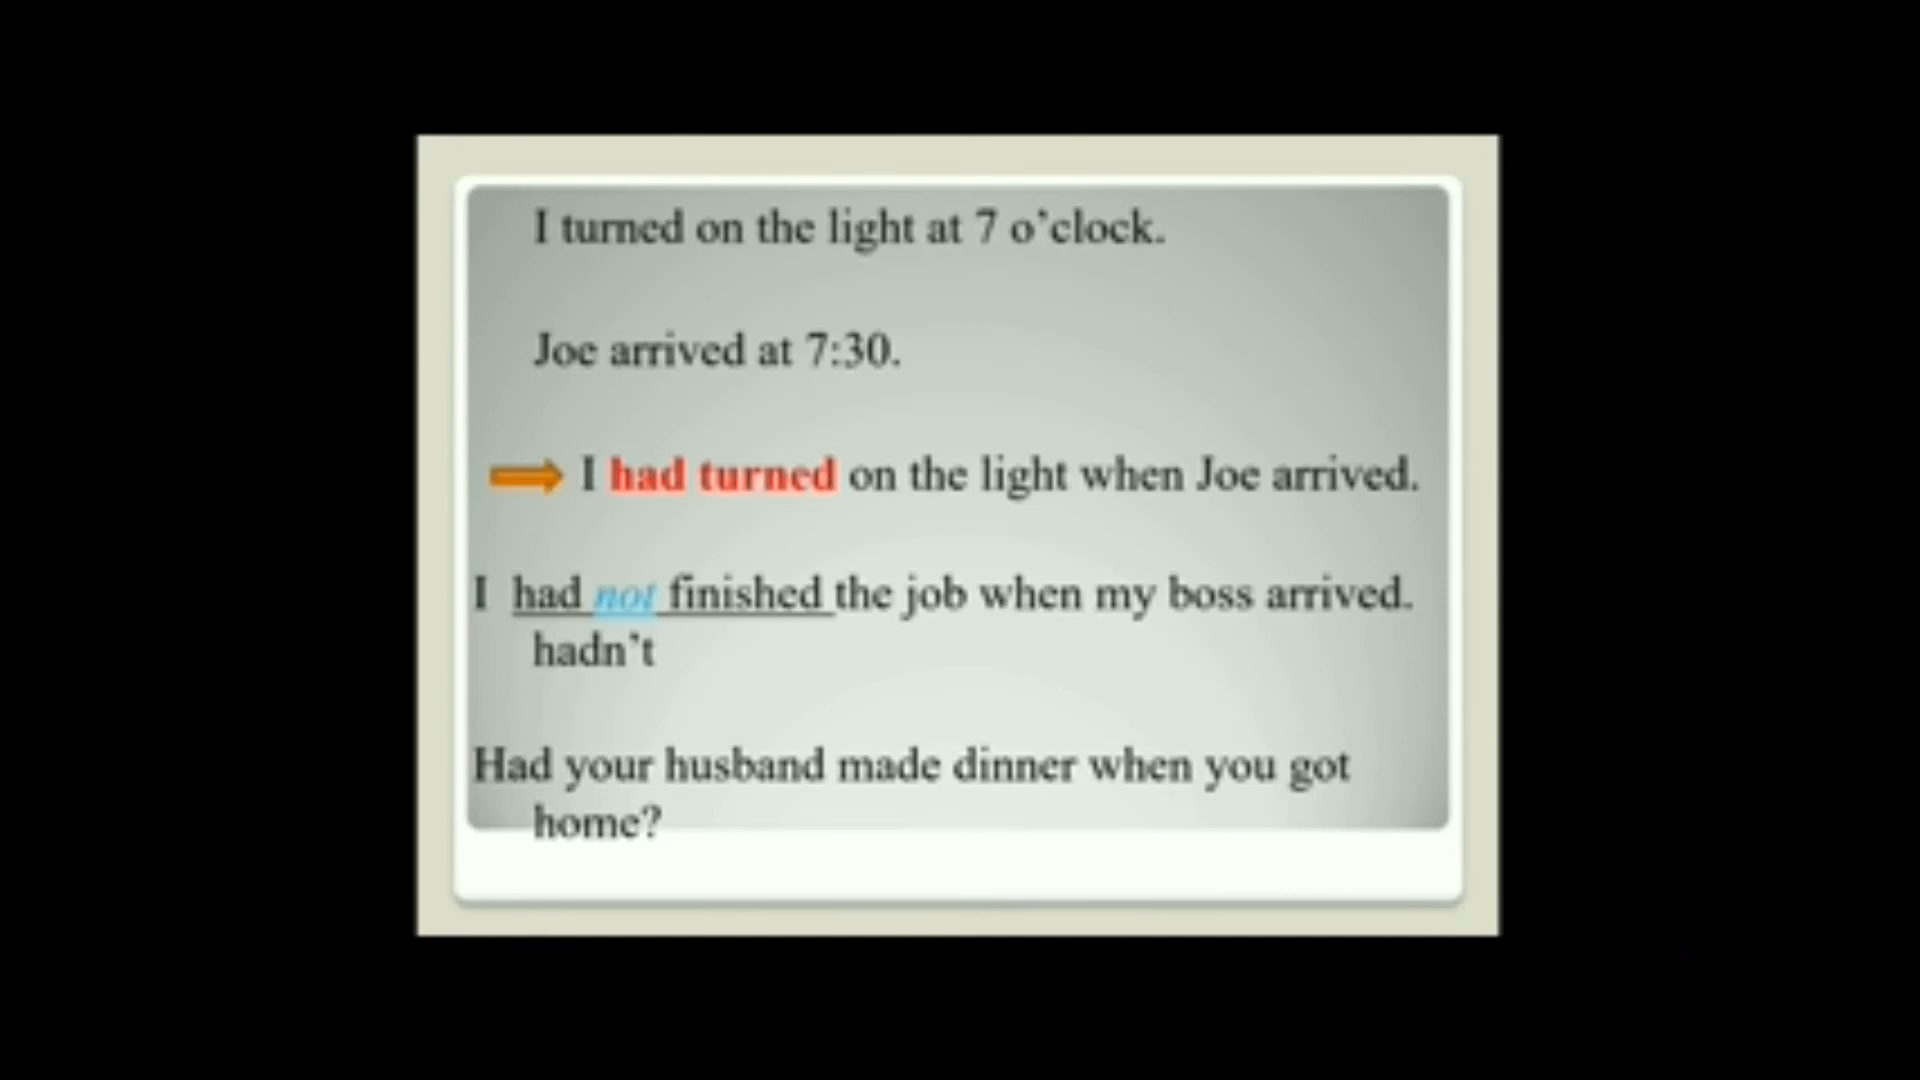 I turned on the light at 7 o’clock.
Joe arrived at 7:30.
I had turned on the light when Joe arrived.
I had not finished the job when my boss arrived.
hadn’t
Had your husband made dinner when you got
home?